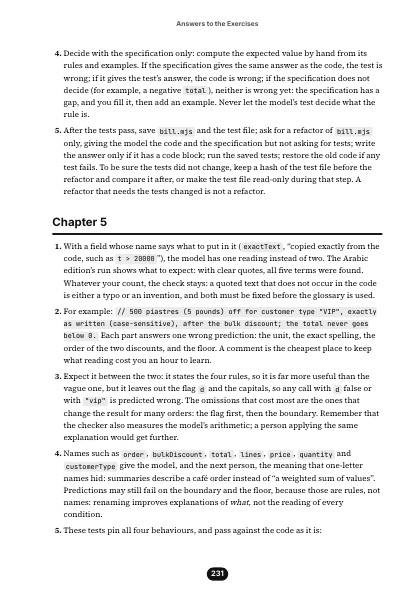 Answers to the Exercises
4. Decide with the specification only: compute the expected value by hand from its
rules and examples. If the specification gives the same answer as the code, the test is
wrong; if it gives the test's answer, the code is wrong; if the specification does not
decide (for example, a negative total), neither is wrong yet: the specification has a
gap, and you fill it, then add an example. Never let the model's test decide what the
rule is.
5. After the tests pass, save bill.mjs and the test file; ask for a refactor of bill.mjs
only, giving the model the code and the specification but not asking for tests; write
the answer only if it has a code block; run the saved tests; restore the old code if any
test fails. To be sure the tests did not change, keep a hash of the test file before the
refactor and compare it after, or make the test file read-only during that step. A
refactor that needs the tests changed is not a refactor.
Chapter 5
1. With a field whose name says what to put in it (exactText, “copied exactly from the
code, such as t > 20000”), the model has one reading instead of two. The Arabic
edition's run shows what to expect: with clear quotes, all five terms were found.
Whatever your count, the check stays: a quoted text that does not occur in the code
is either a typo or an invention, and both must be fixed before the glossary is used.
2. For example: // 500 piastres (5 pounds) off for customer type "VIP", exactly
as written (case-sensitive), after the bulk discount; the total never goes
below 0. Each part answers one wrong prediction: the unit, the exact spelling, the
order of the two discounts, and the floor. A comment is the cheapest place to keep
what reading cost you an hour to learn.
3. Expect it between the two: it states the four rules, so it is far more useful than the
vague one, but it leaves out the flag d and the capitals, so any call with d false or
with "vip" is predicted wrong. The omissions that cost most are the ones that
change the result for many orders: the flag first, then the boundary. Remember that
the checker also measures the model's arithmetic; a person applying the same
explanation would get further.
4. Names such as order, bulkDiscount, total, lines, price, quantity and
customerType give the model, and the next person, the meaning that one-letter
names hid: summaries describe a café order instead of “a weighted sum of values”.
Predictions may still fail on the boundary and the floor, because those are rules, not
names: renaming improves explanations of what, not the reading of every
condition.
5. These tests pin all four behaviours, and pass against the code as it is:
231